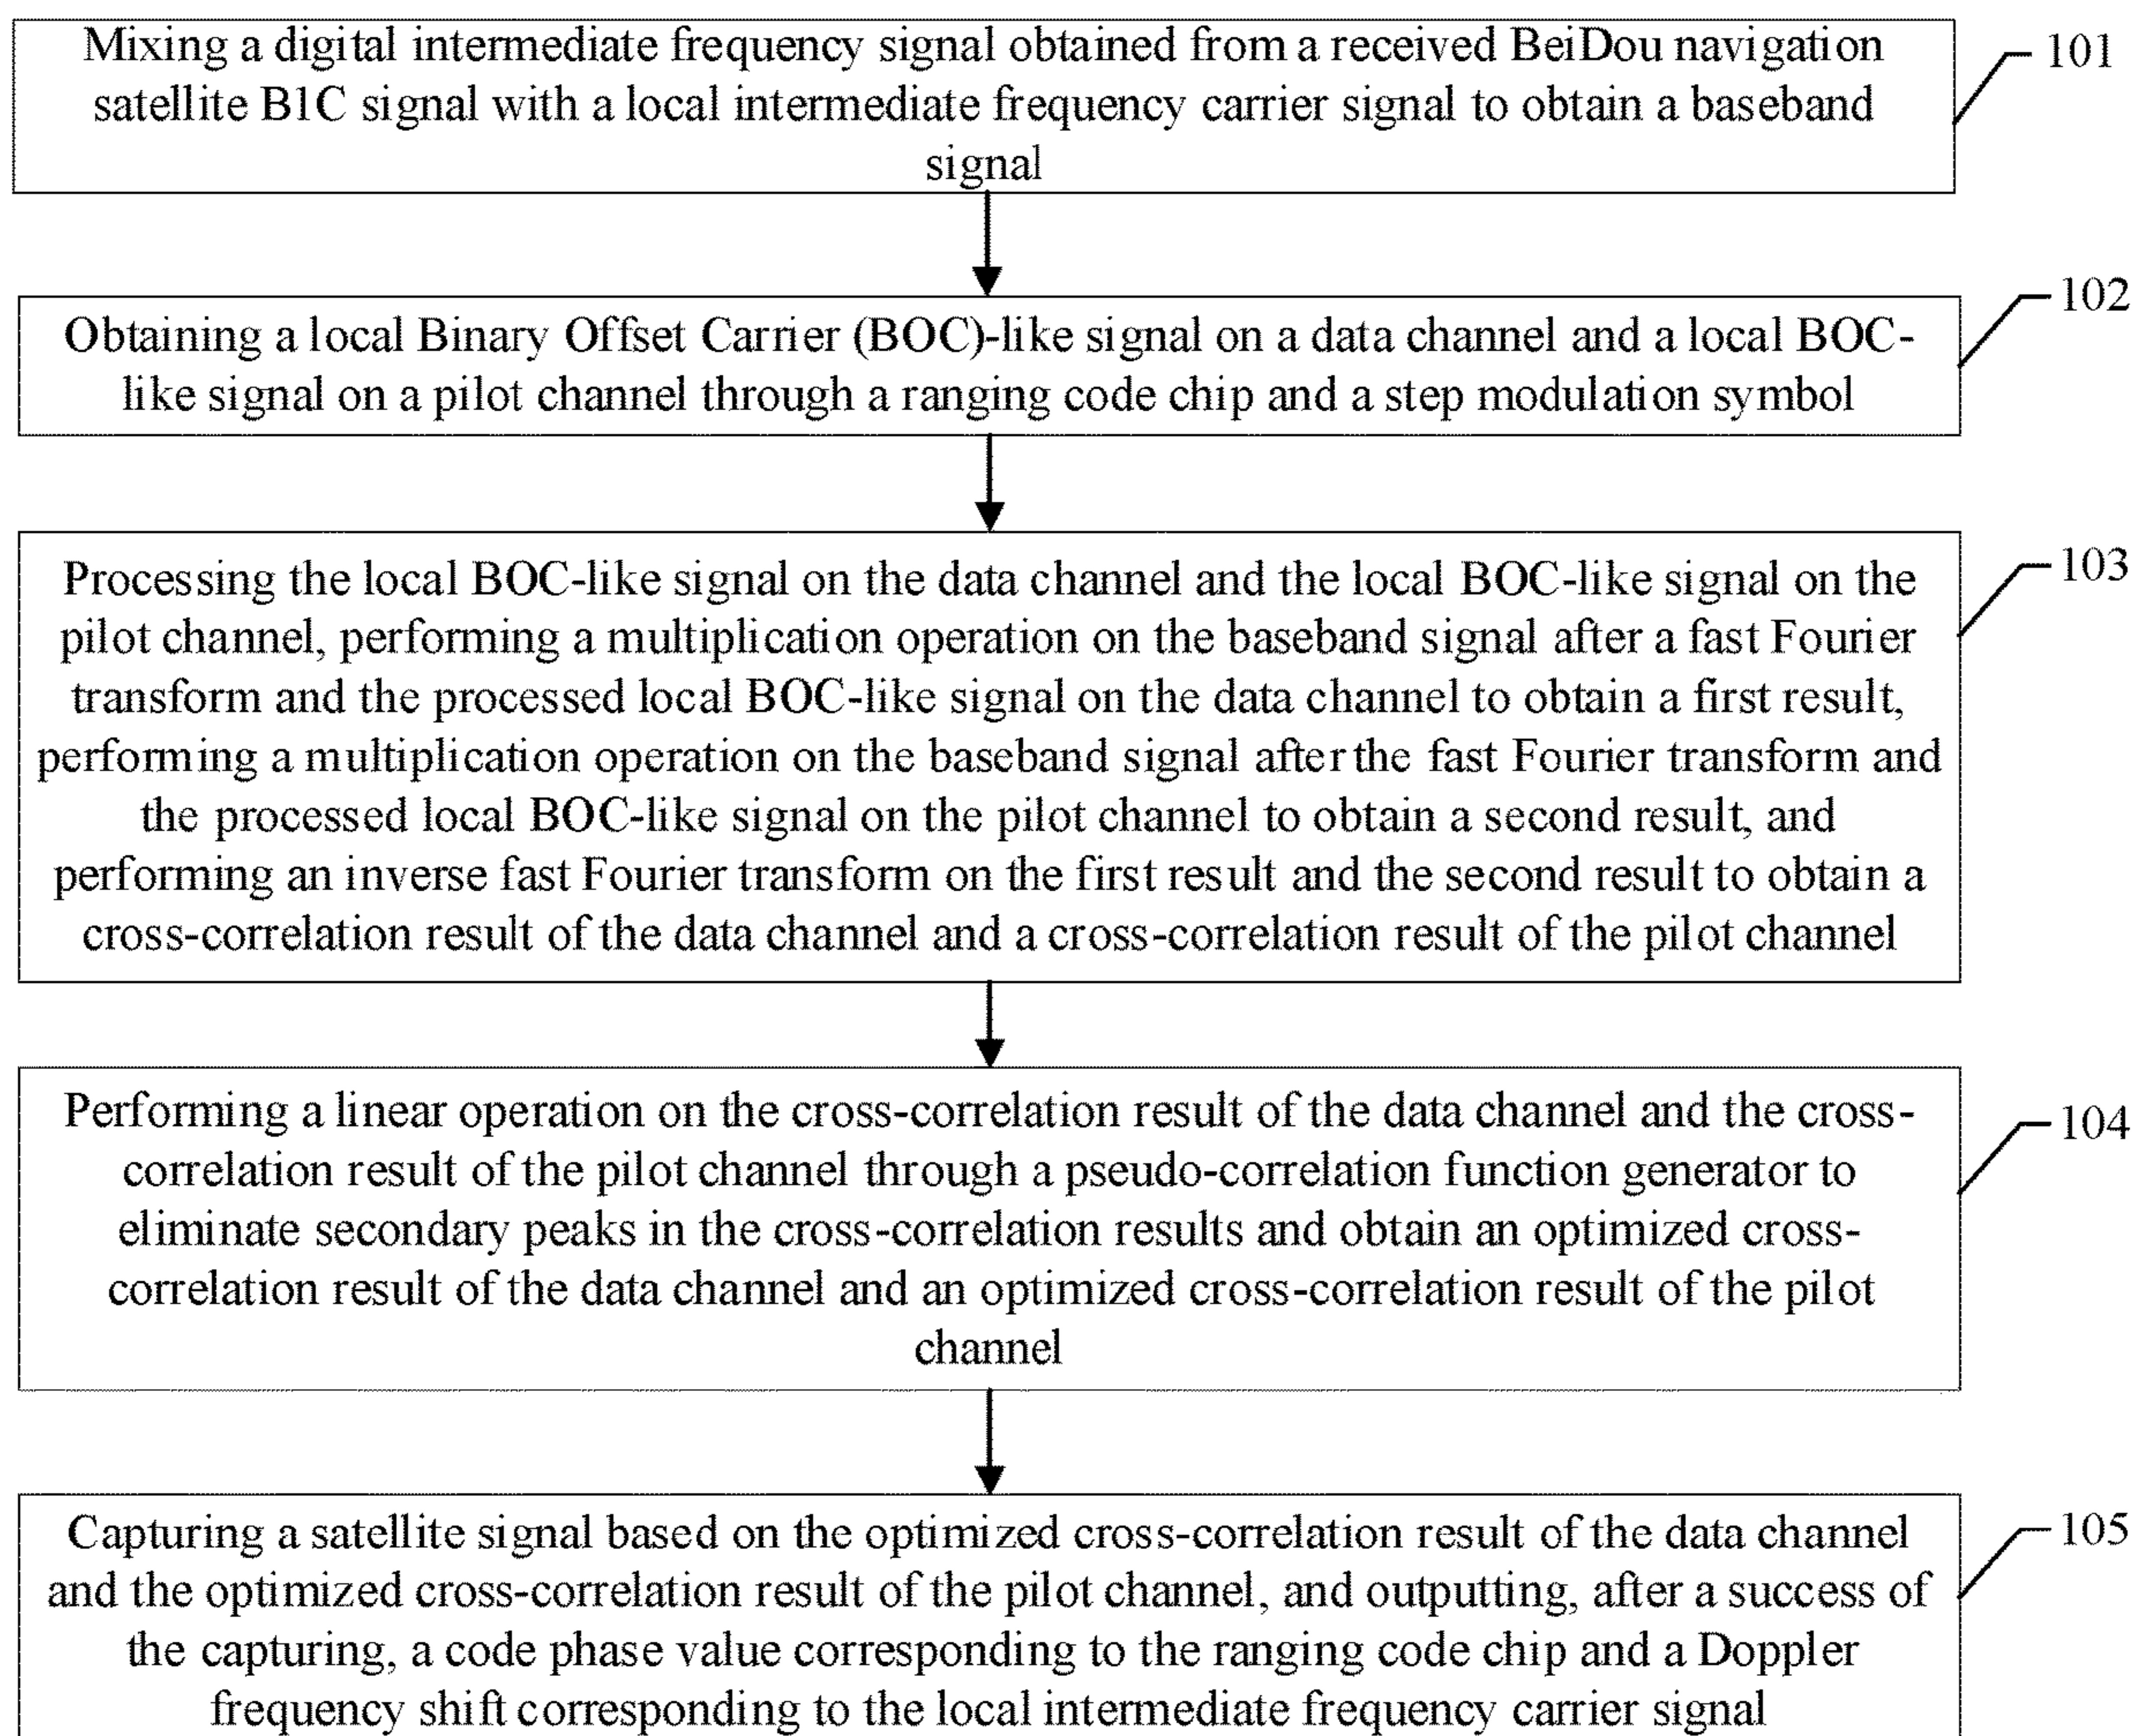 Mixing a digital intermediate frequency signal obtained from a received BeiDou navigation
satellite B1C signal with a local intermediate frequency carrier signal to obtain a baseband
signal
101
Obtaining a local Binary Offset Carrier (BOC)-like signal on a data channel and a local BOC-
like signal on a pilot channel through a ranging code chip and a step modulation symbol
102
Processing the local BOC-like signal on the data channel and the local BOC-like signal on the
pilot channel, performing a multiplication operation on the baseband signal after a fast Fourier
transform and the processed local BOC-like signal on the data channel to obtain a first result,
performing a multiplication operation on the baseband signal after the fast Fourier transform and
the processed local BOC-like signal on the pilot channel to obtain a second result, and
performing an inverse fast Fourier transform on the first result and the second result to obtain a
cross-correlation result of the data channel and a cross-correlation result of the pilot channel
103
Performing a linear operation on the cross-correlation result of the data channel and the cross-
correlation result of the pilot channel through a pseudo-correlation function generator to
eliminate secondary peaks in the cross-correlation results and obtain an optimized cross-
correlation result of the data channel and an optimized cross-correlation result of the pilot
channel
104
Capturing a satellite signal based on the optimized cross-correlation result of the data channel
and the optimized cross-correlation result of the pilot channel, and outputting, after a success of
the capturing, a code phase value corresponding to the ranging code chip and a Doppler
frequency shift corresponding to the local intermediate frequency carrier signal
105